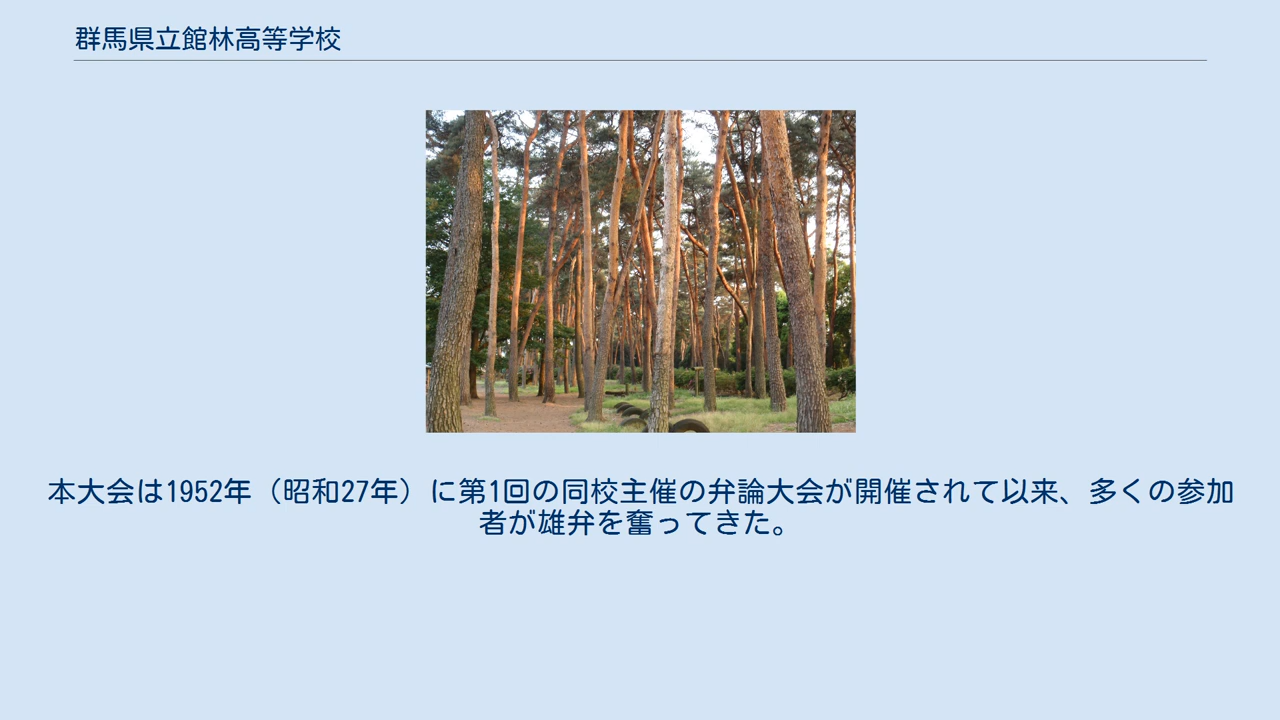 群馬県立館林高等学校
本大会は1952年（昭和27年）に第1回の同校主催の弁論大会が開催されて以来、多くの参加
者が雄弁を奮ってきた。